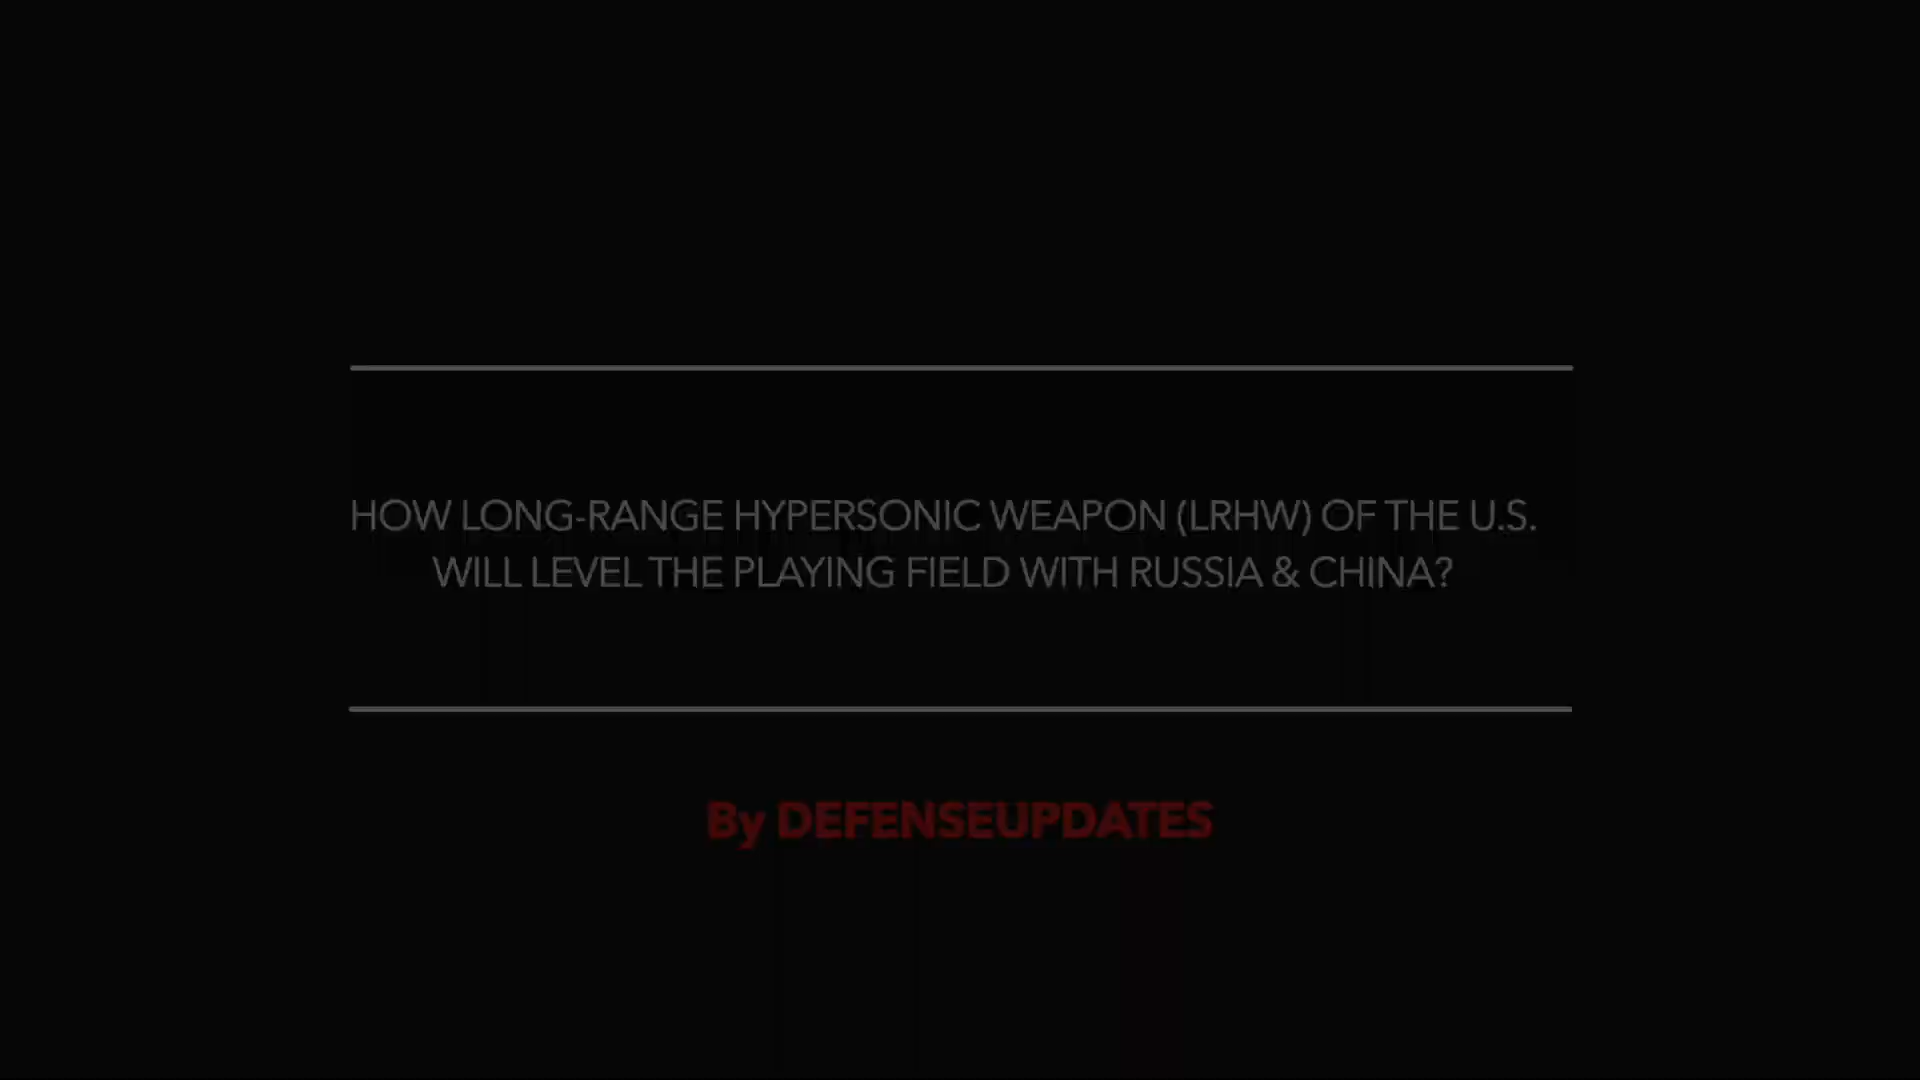 HOW LONG-RANGE HYPERSONIC WEAPON (LRHW) OF THE U.S.
WILL LEVEL THE PLAYING FIELD WITH RUSSIA & CHINA?
By DEFENSEUPDATES